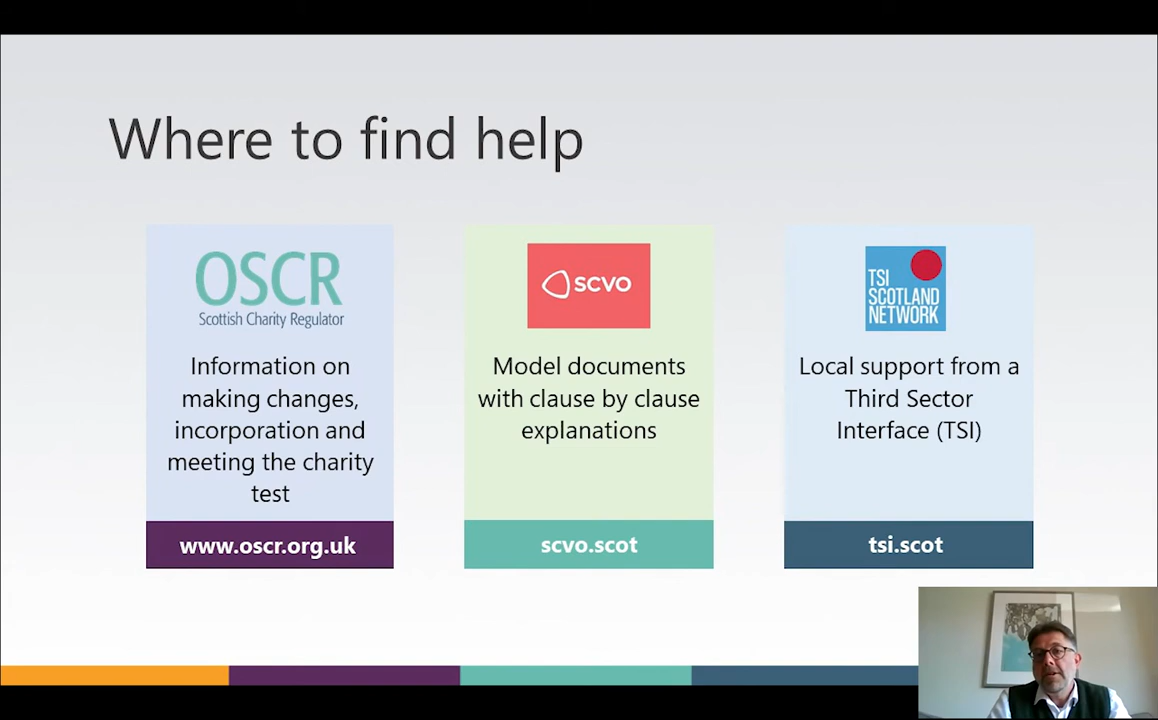 Where to find help
OSCR
Scottish Charity Regulator
Information on
making changes,
incorporation and
meeting the charity
test
www.oscr.org.uk
scvo
Model documents
with clause by clause
explanations
scvo.scot
TSI
SCOTLAND
NETWORK
Local support from a
Third Sector
Interface (TSI)
tsi.scot